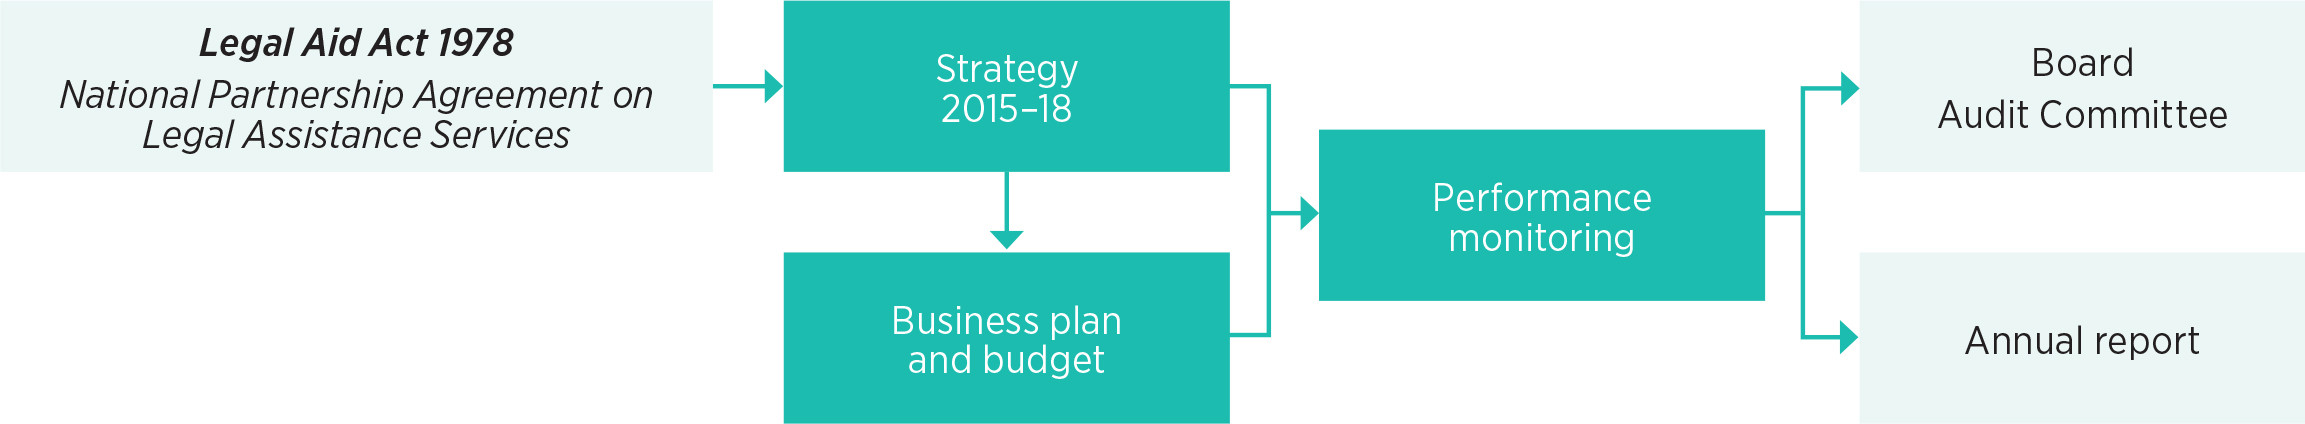 Legal Aid Act 1978
National Partnership Agreement on
Legal Assistance Services
Strategy
2015–18
Business plan
and budget
Performance
monitoring
Board
Audit Committee
Annual report